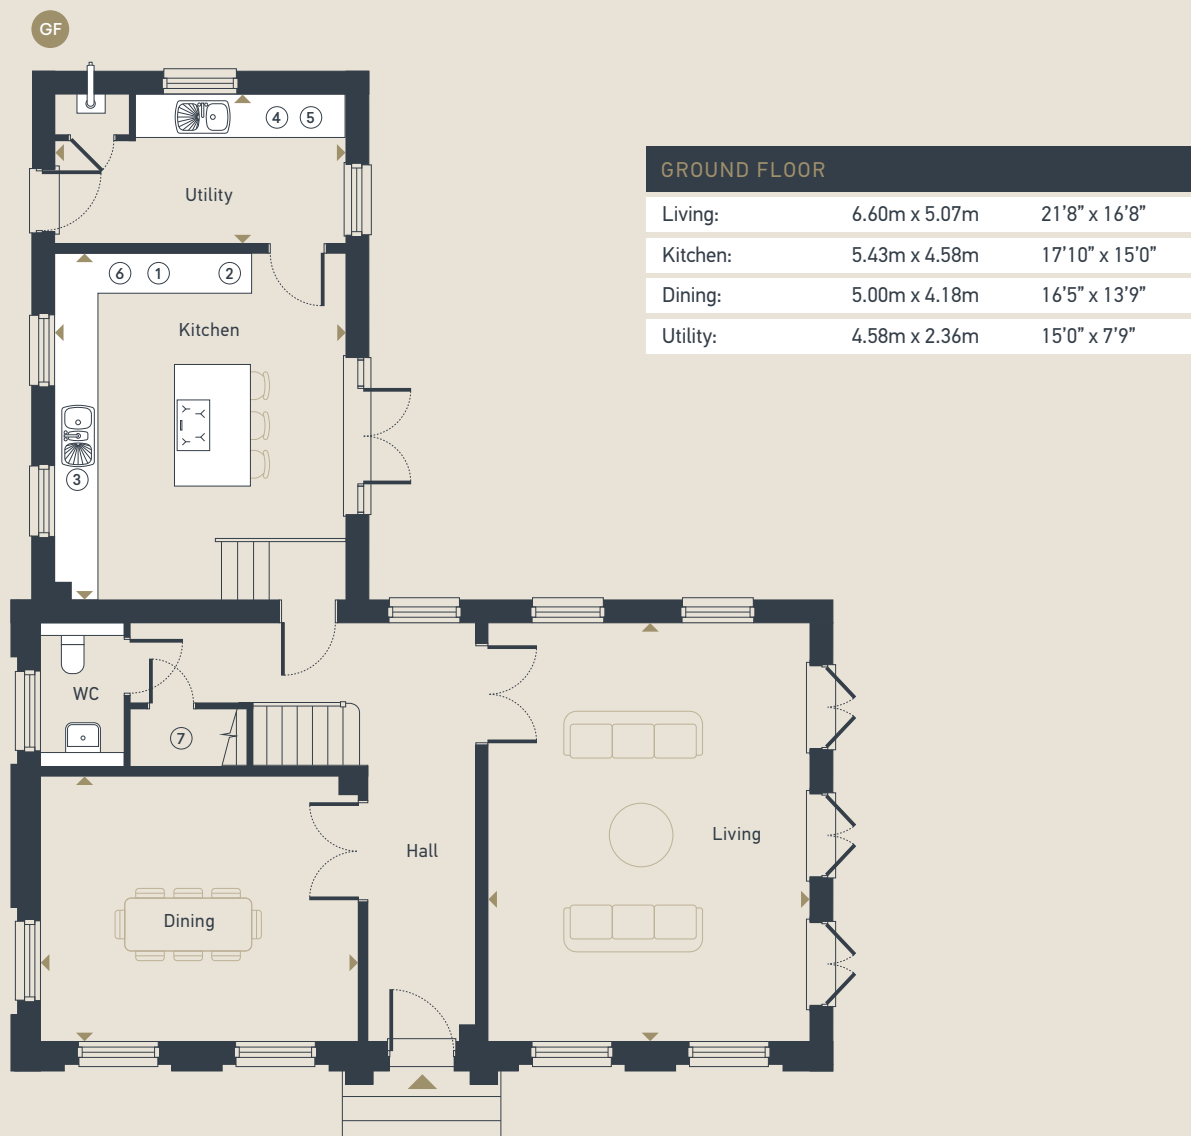 GF
4 5
Utility
6 1 2
Kitchen
3
WC
7
Hall
Living
Dining
GROUND FLOOR
Living: 6.60m x 5.07m 21’8” x 16’8”
Kitchen: 5.43m x 4.58m 17’10” x 15’0”
Dining: 5.00m x 4.18m 16’5” x 13’9”
Utility: 4.58m x 2.36m 15’0” x 7’9”